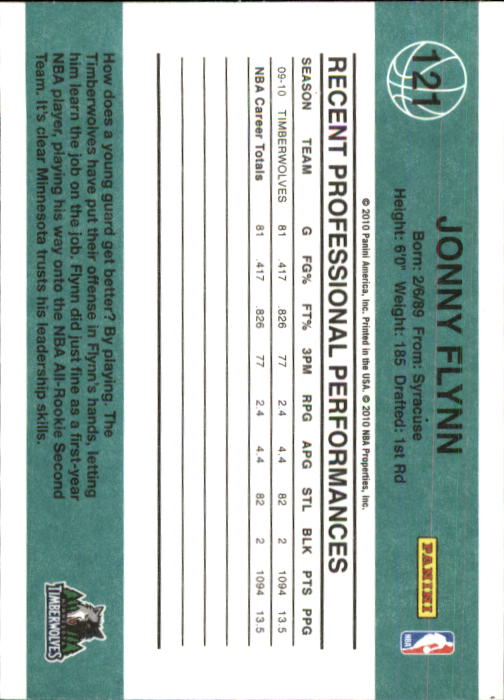 121
JONNY FLYNN
Born: 2/6/89 From: Syracuse
Height: 6'0" Weight: 185 Drafted: 1st Rd
PANINI
NBA
© 2010 Panini America, Inc. Printed in the USA. © 2010 NBA Properties, Inc.
RECENT PROFESSIONAL PERFORMANCES
SEASON TEAM G FG% FT% 3PM RPG APG STL BLK PTS PPG
09-10 TIMBERWOLVES 81 .417 .826 77 2.4 4.4 82 2 1094 13.5
NBA Career Totals 81 .417 .826 77 2.4 4.4 82 2 1094 13.5
How does a young guard get better? By playing. The
Timberwolves have put their offense in Flynn's hands, letting
him learn the job on the job. Flynn did just fine as a first-year
NBA player, playing his way onto the NBA All-Rookie Second
Team. It's clear Minnesota trusts his leadership skills.
MINNESOTA
TIMBERWOLVES